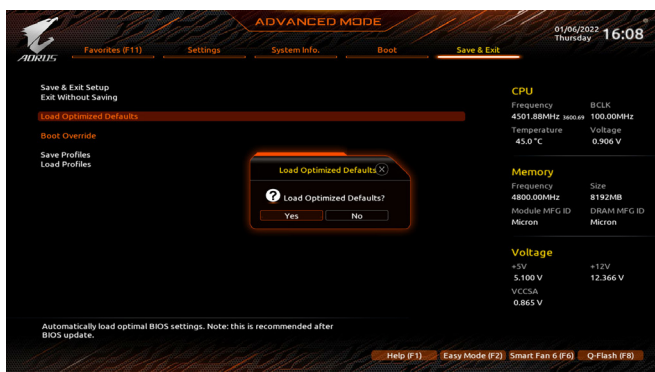 ADVANCED MODE
01/06/2022 Thursday 16:08
AORUS
Favorites (F11) Settings System Info. Boot Save & Exit
Save & Exit Setup
Exit Without Saving
Load Optimized Defaults
Boot Override
Save Profiles
Load Profiles
Load Optimized Defaults
Load Optimized Defaults?
Yes No
CPU
Frequency BCLK
4501.88MHz 3600.69 100.00MHz
Temperature Voltage
45.0 °C 0.906 V
Memory
Frequency Size
4800.00MHz 8192MB
Module MFG ID DRAM MFG ID
Micron Micron
Voltage
+5V +12V
5.100 V 12.366 V
VCCSA
0.865 V
Automatically load optimal BIOS settings. Note: this is recommended after
BIOS update.
Help (F1) Easy Mode (F2) Smart Fan 6 (F6) Q-Flash (F8)